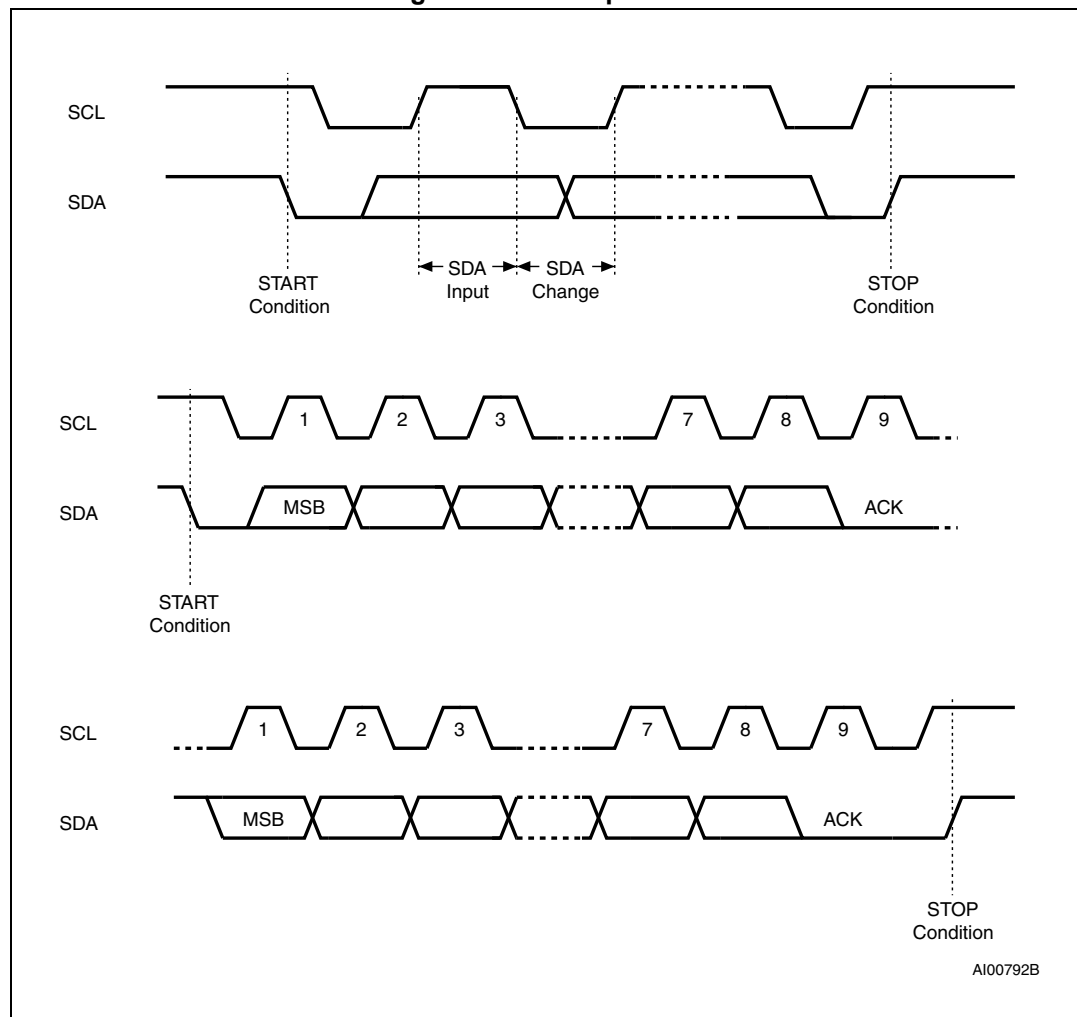 SCL
SDA
START
Condition
SDA
Input
SDA
Change
STOP
Condition
SCL
1 2 3 7 8 9
SDA
MSB ACK
START
Condition
SCL
1 2 3 7 8 9
SDA
MSB ACK
STOP
Condition
AI00792B